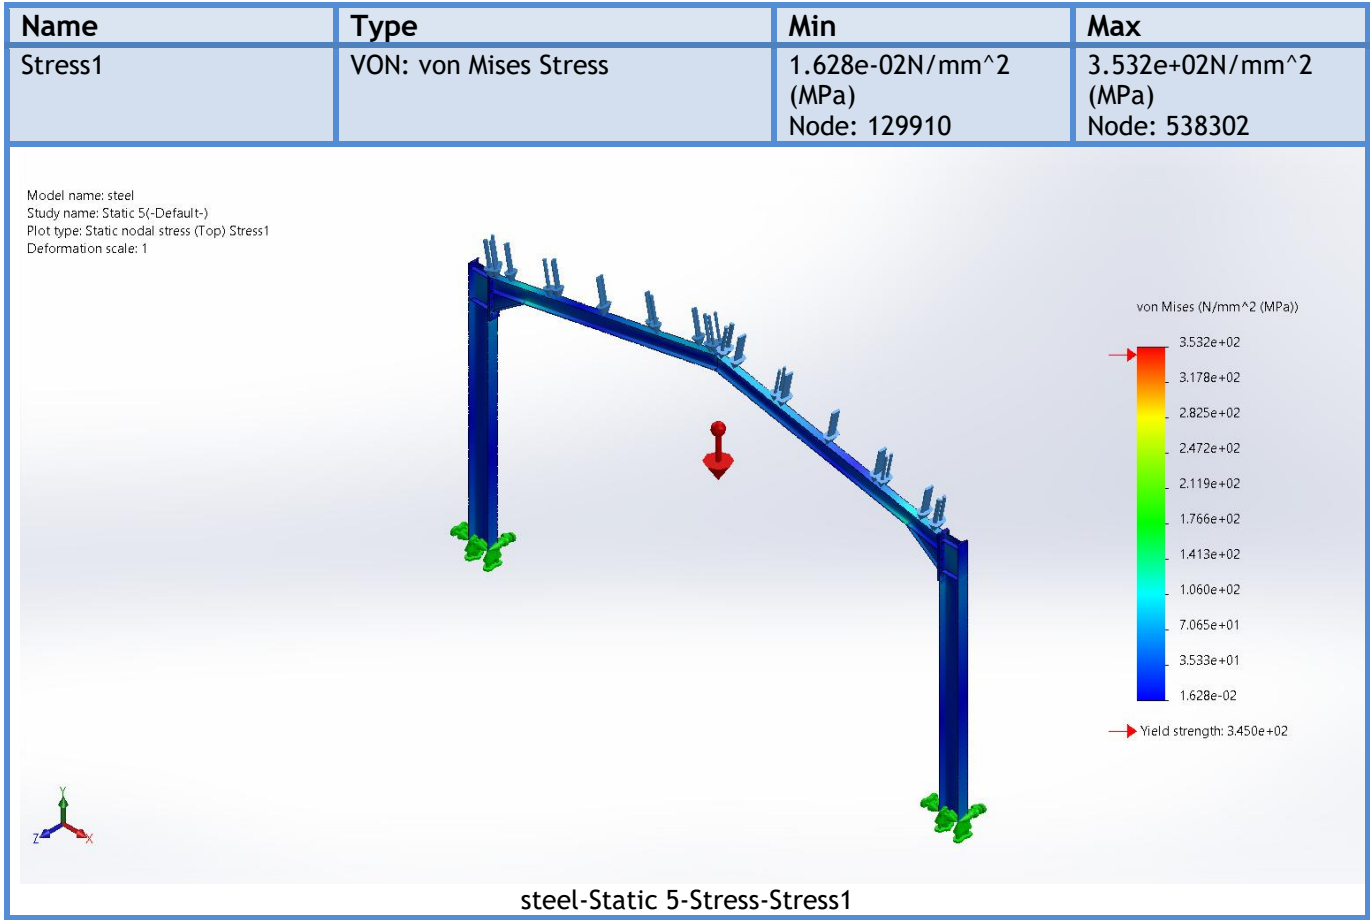 Name Type Min Max
Stress1 VON: von Mises Stress 1.628e-02N/mm^2 3.532e+02N/mm^2
(MPa) (MPa)
Node: 129910 Node: 538302
Model name: steel
Study name: Static 5(-Default-)
Plot type: Static nodal stress (Top) Stress1
Deformation scale: 1
von Mises (N/mm^2 (MPa))
3.532e+02
3.178e+02
2.825e+02
2.472e+02
2.119e+02
1.766e+02
1.413e+02
1.060e+02
7.065e+01
3.533e+01
1.628e-02
Yield strength: 3.450e+02
Y
Z X
steel-Static 5-Stress-Stress1